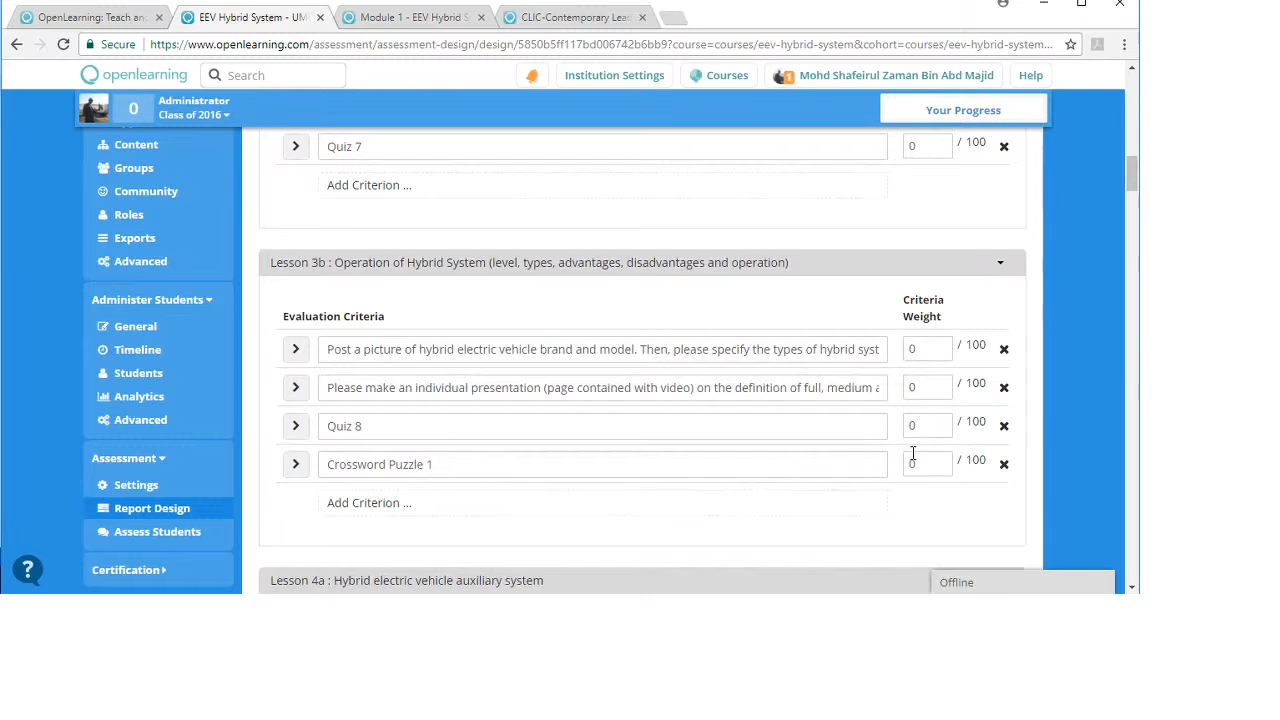 OpenLearning: Teach an
EEV Hybrid System - UMP
Module 1 - EEV Hybrid S
CLIC-Contemporary Lead
Secure
https://www.openlearning.com/assessment/assessment-design/design/5850b5ff117bd006742b6bb9?course=courses/eev-hybrid-system&cohort=courses/eev-hybrid-system...
openlearning
Search
Institution Settings
Courses
1
Mohd Shafeirul Zaman Bin Abd Majid
Help
0
Administrator
Class of 2016
Your Progress
Content
Groups
Community
Roles
Exports
Advanced
Administer Students
General
Timeline
Students
Analytics
Advanced
Assessment
Settings
Report Design
Assess Students
Certification
?
Quiz 7 0 / 100
Add Criterion ...
Lesson 3b : Operation of Hybrid System (level, types, advantages, disadvantages and operation)
Evaluation Criteria
Criteria
Weight
Post a picture of hybrid electric vehicle brand and model. Then, please specify the types of hybrid syst 0 / 100
Please make an individual presentation (page contained with video) on the definition of full, medium a 0 / 100
Quiz 8 0 / 100
Crossword Puzzle 1 0 / 100
Add Criterion ...
Lesson 4a : Hybrid electric vehicle auxiliary system
Offline